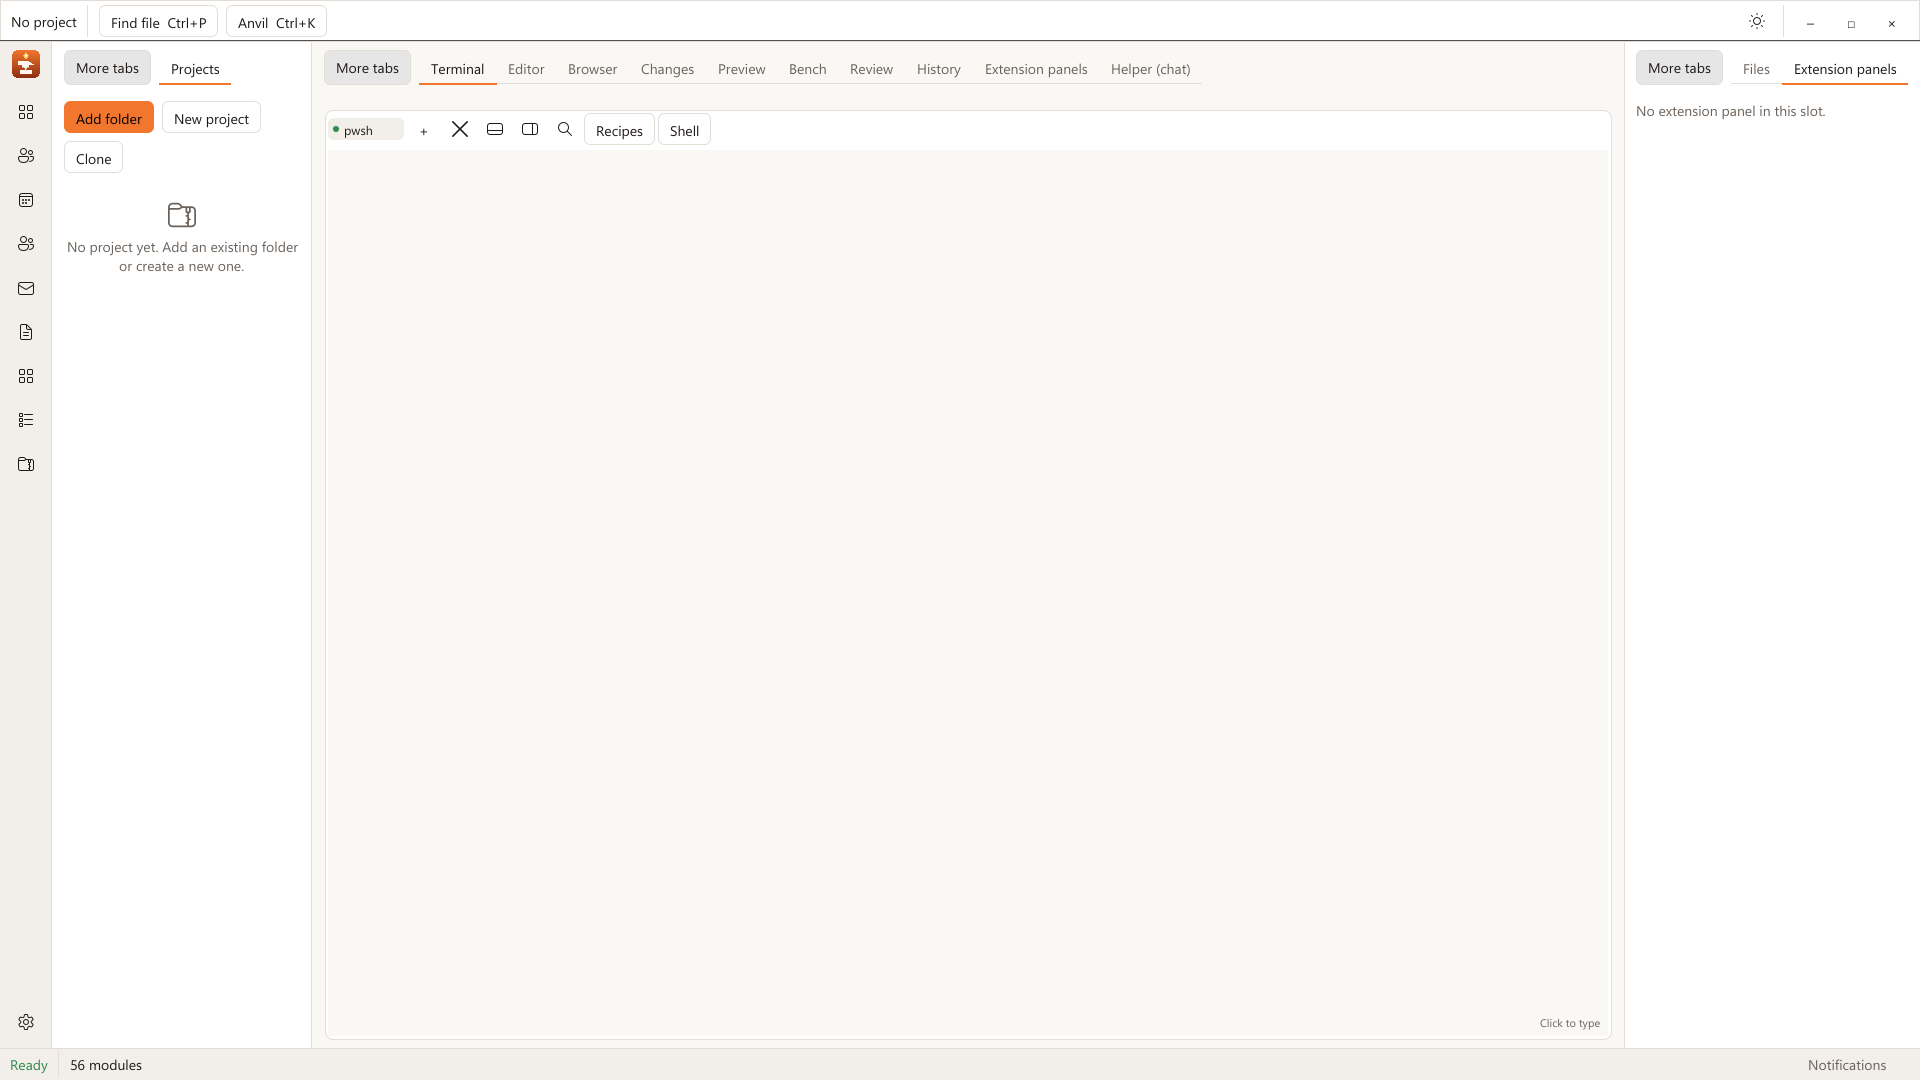 No project
Find file Ctrl+P
Anvil Ctrl+K
More tabs
Projects
Add folder
New project
Clone
No project yet. Add an existing folder
or create a new one.
More tabs
Terminal
Editor
Browser
Changes
Preview
Bench
Review
History
Extension panels
Helper (chat)
pwsh
+
Recipes
Shell
Click to type
More tabs
Files
Extension panels
No extension panel in this slot.
Ready
56 modules
Notifications